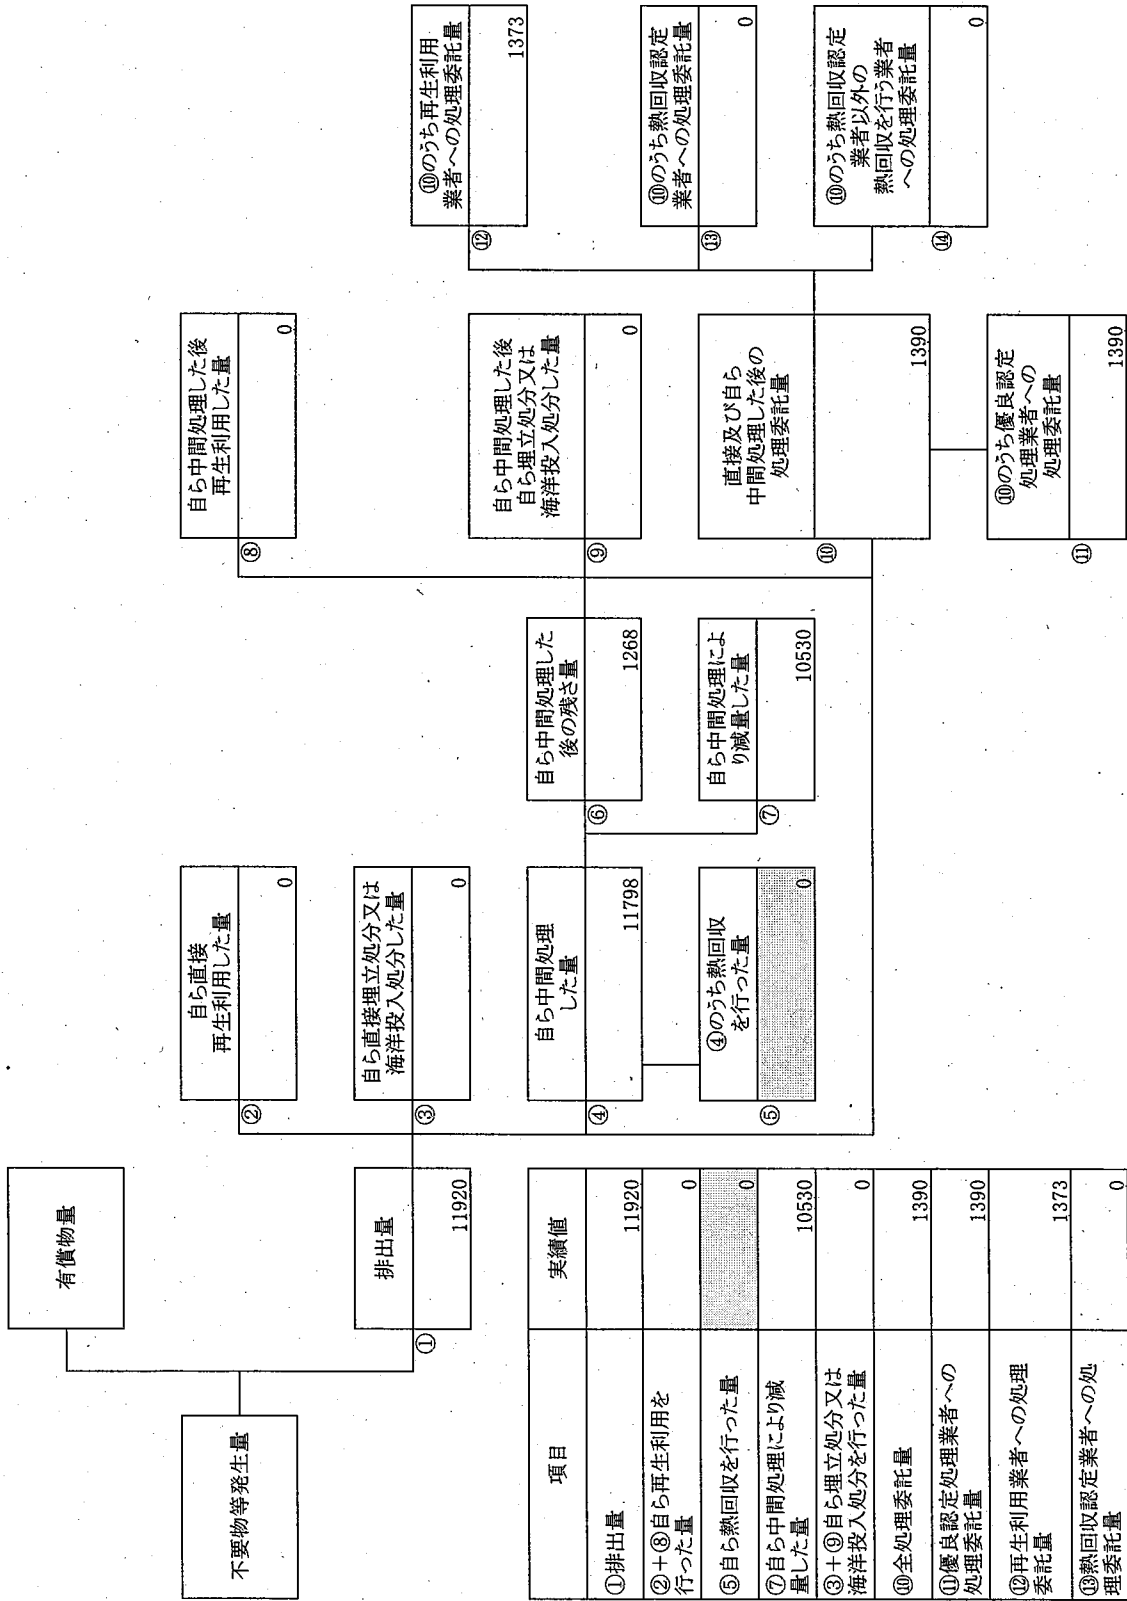 不要物等発生量
有償物量
①
排出量
11920
②
自ら直接
再生利用した量
0
③
自ら直接埋立処分又は
海洋投入処分した量
0
④
自ら中間処理
した量
11798
⑤
④のうち熱回収
を行った量
0
⑥
自ら中間処理した
後の残さ量
1268
⑦
自ら中間処理によ
り減量した量
10530
⑧
自ら中間処理した後
再生利用した量
0
⑨
自ら中間処理した後
自ら埋立処分又は
海洋投入処分した量
0
⑩
直接及び自ら
中間処理した後の
処理委託量
1390
⑪
⑩のうち優良認定
処理業者への
処理委託量
1390
⑫
⑩のうち再生利用
業者への処理委託量
1373
⑬
⑩のうち熱回収認定
業者への処理委託量
0
⑭
⑩のうち熱回収認定
業者以外の
熱回収を行う業者
への処理委託量
0
項目
実績値
①排出量
11920
②+⑧自ら再生利用を
行った量
0
⑤自ら熱回収を行った量
0
⑦自ら中間処理により減
量した量
10530
③+⑨自ら埋立処分又は
海洋投入処分を行った量
0
⑩全処理委託量
1390
⑪優良認定処理業者への
処理委託量
1390
⑫再生利用業者への処理
委託量
1373
⑬熱回収認定業者への処
理委託量
0